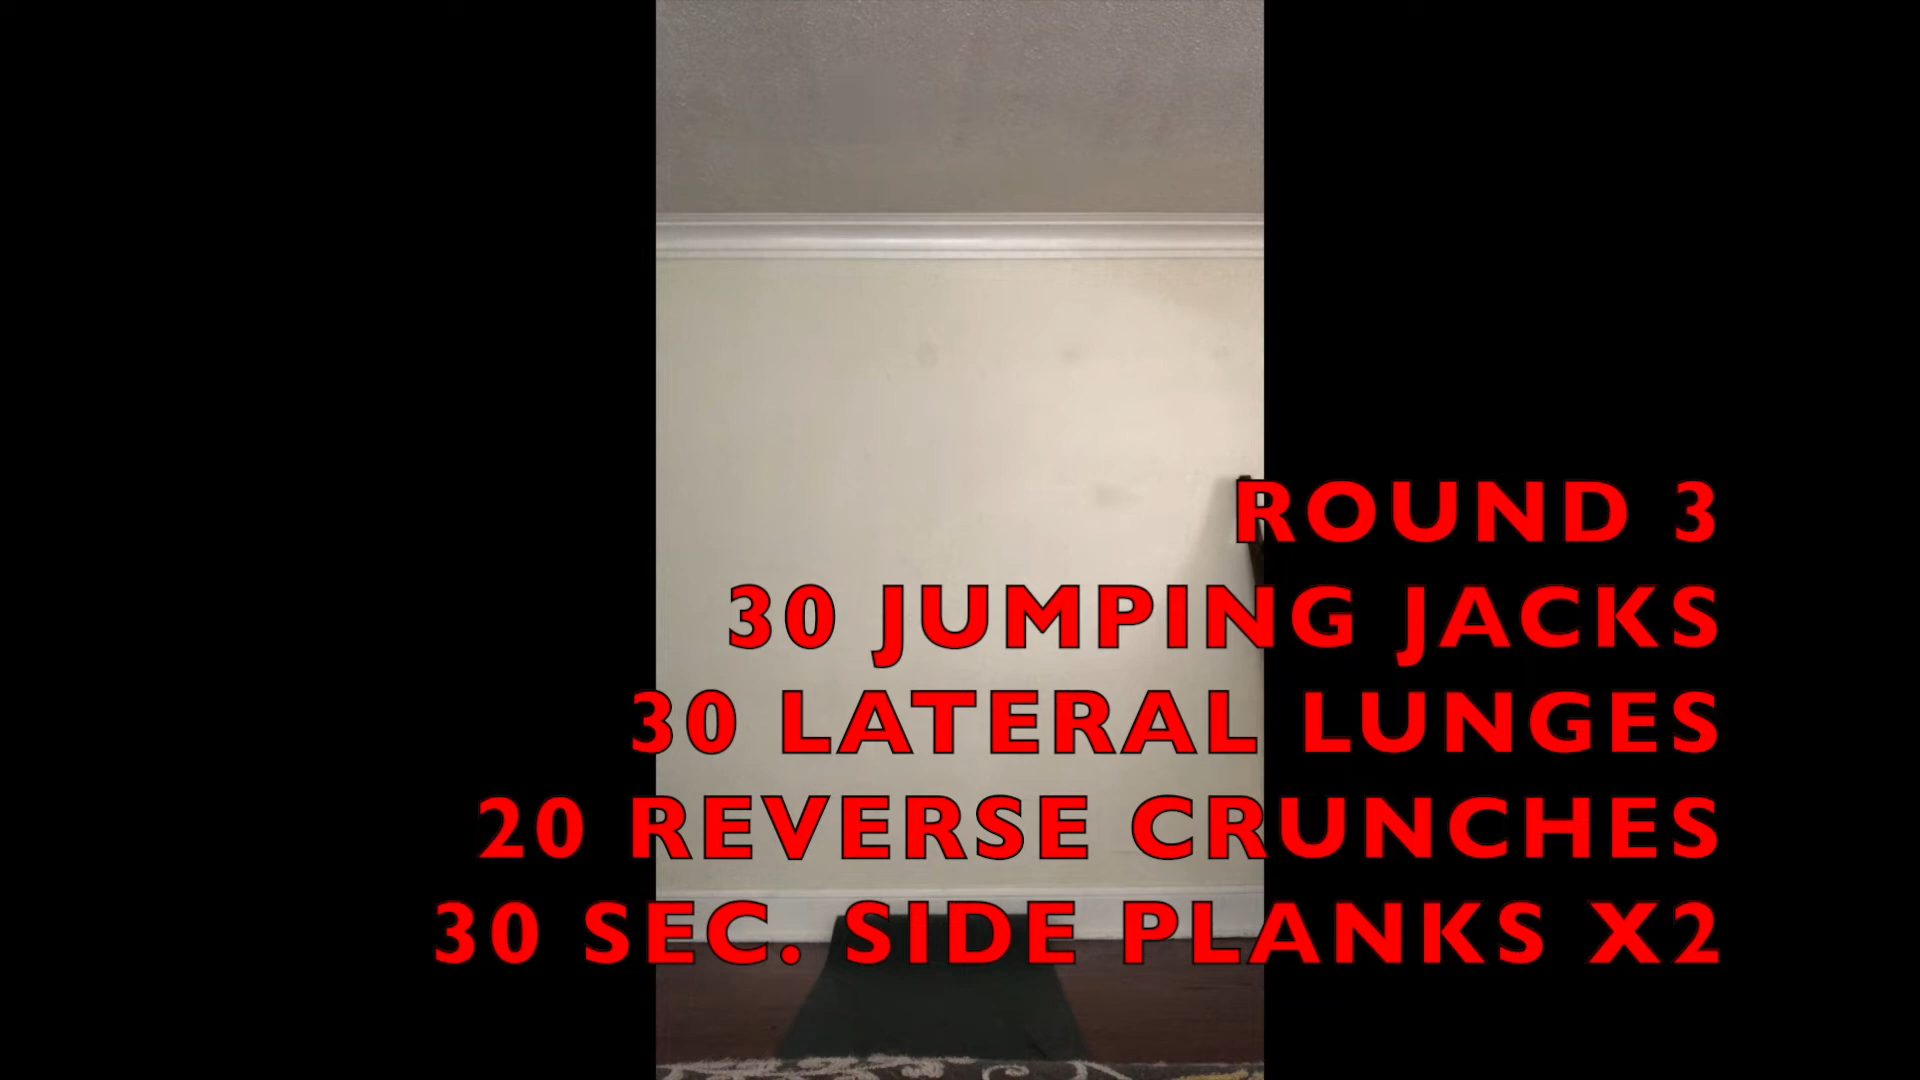 ROUND 3
30 JUMPING JACKS
30 LATERAL LUNGES
20 REVERSE CRUNCHES
30 SEC. SIDE PLANKS X2